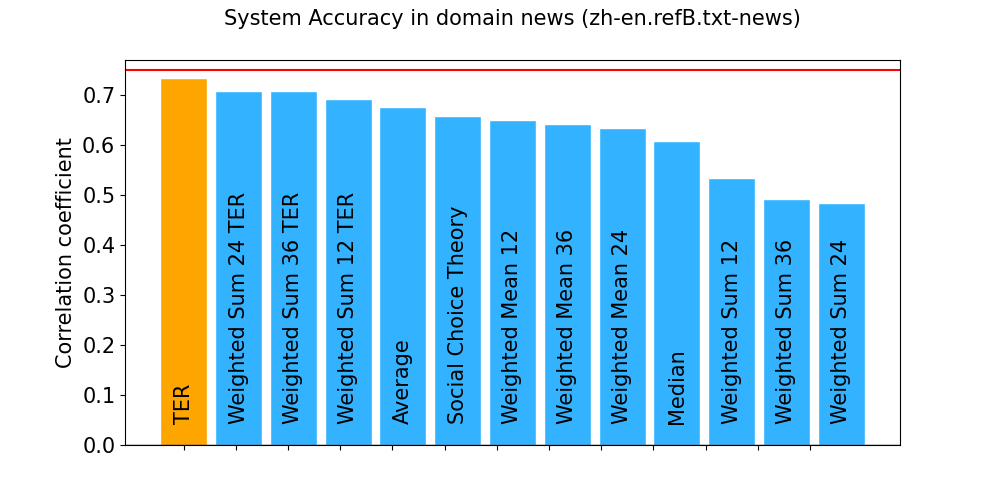 System Accuracy in domain news (zh-en.refB.txt-news)
Correlation coefficient
0.7
0.6
0.5
0.4
0.3
0.2
0.1
0.0
TER
Weighted Sum 24 TER
Weighted Sum 36 TER
Weighted Sum 12 TER
Average
Social Choice Theory
Weighted Mean 12
Weighted Mean 36
Weighted Mean 24
Median
Weighted Sum 12
Weighted Sum 36
Weighted Sum 24